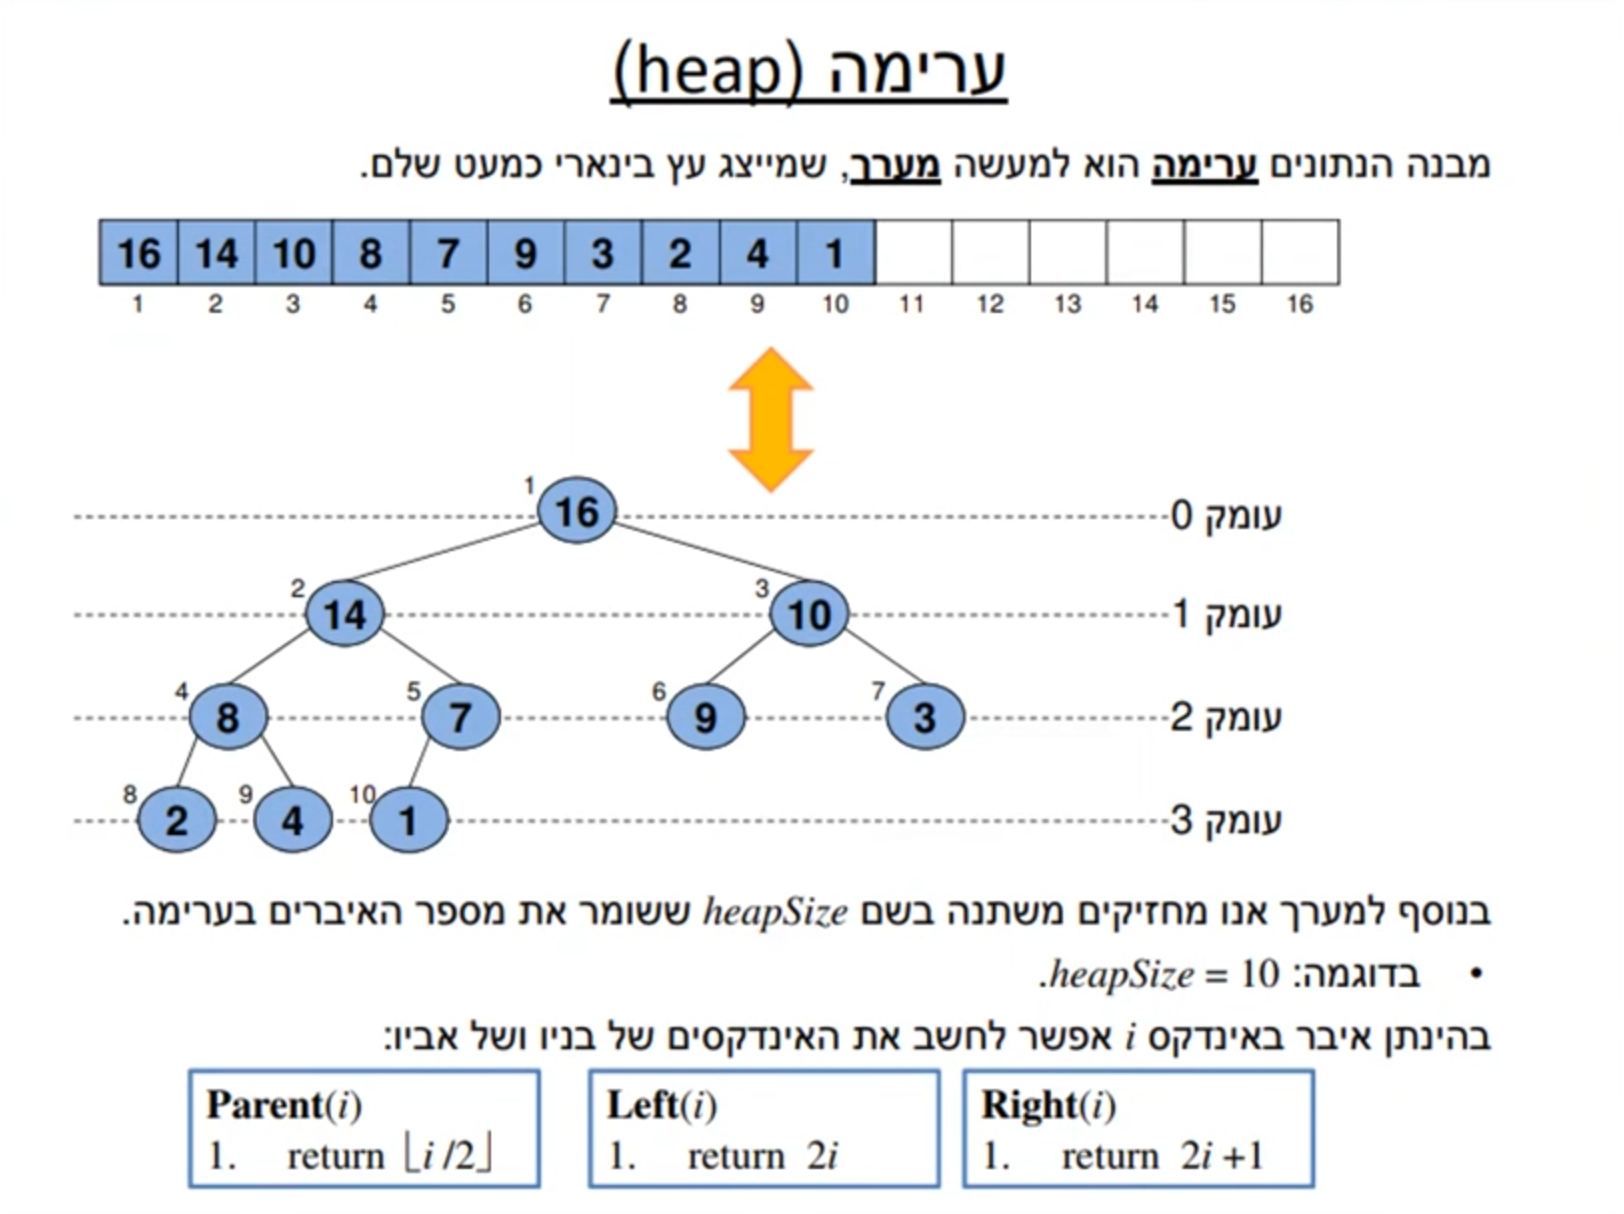 ערימה (heap)
מבנה הנתונים ערימה הוא למעשה מערך, שמייצג עץ בינארי כמעט שלם.
16 14 10 8 7 9 3 2 4 1
1 2 3 4 5 6 7 8 9 10 11 12 13 14 15 16
1 16 עומק 0
2 14 3 10 עומק 1
4 8 5 7 6 9 7 3 עומק 2
8 2 9 4 10 1 עומק 3
בנוסף למערך אנו מחזיקים משתנה בשם heapSize ששומר את מספר האיברים בערימה.
• בדוגמה: heapSize = 10.
בהינתן איבר באינדקס i אפשר לחשב את האינדקסים של בניו ושל אביו:
Parent(i)
1. return ⌊i/2⌋
Left(i)
1. return 2i
Right(i)
1. return 2i+1